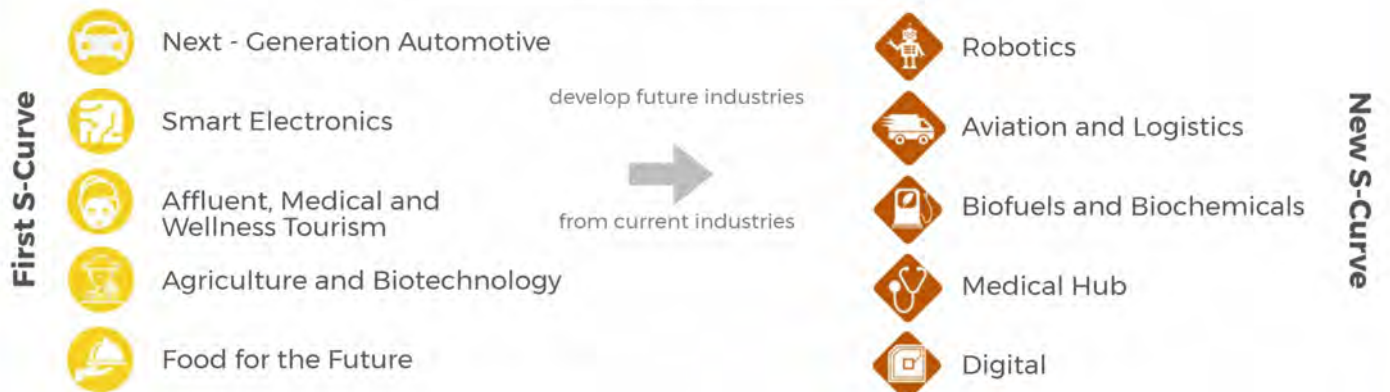 First S-Curve
Next - Generation Automotive
Smart Electronics
Affluent, Medical and
Wellness Tourism
Agriculture and Biotechnology
Food for the Future
develop future industries
from current industries
Robotics
Aviation and Logistics
Biofuels and Biochemicals
Medical Hub
Digital
New S-Curve